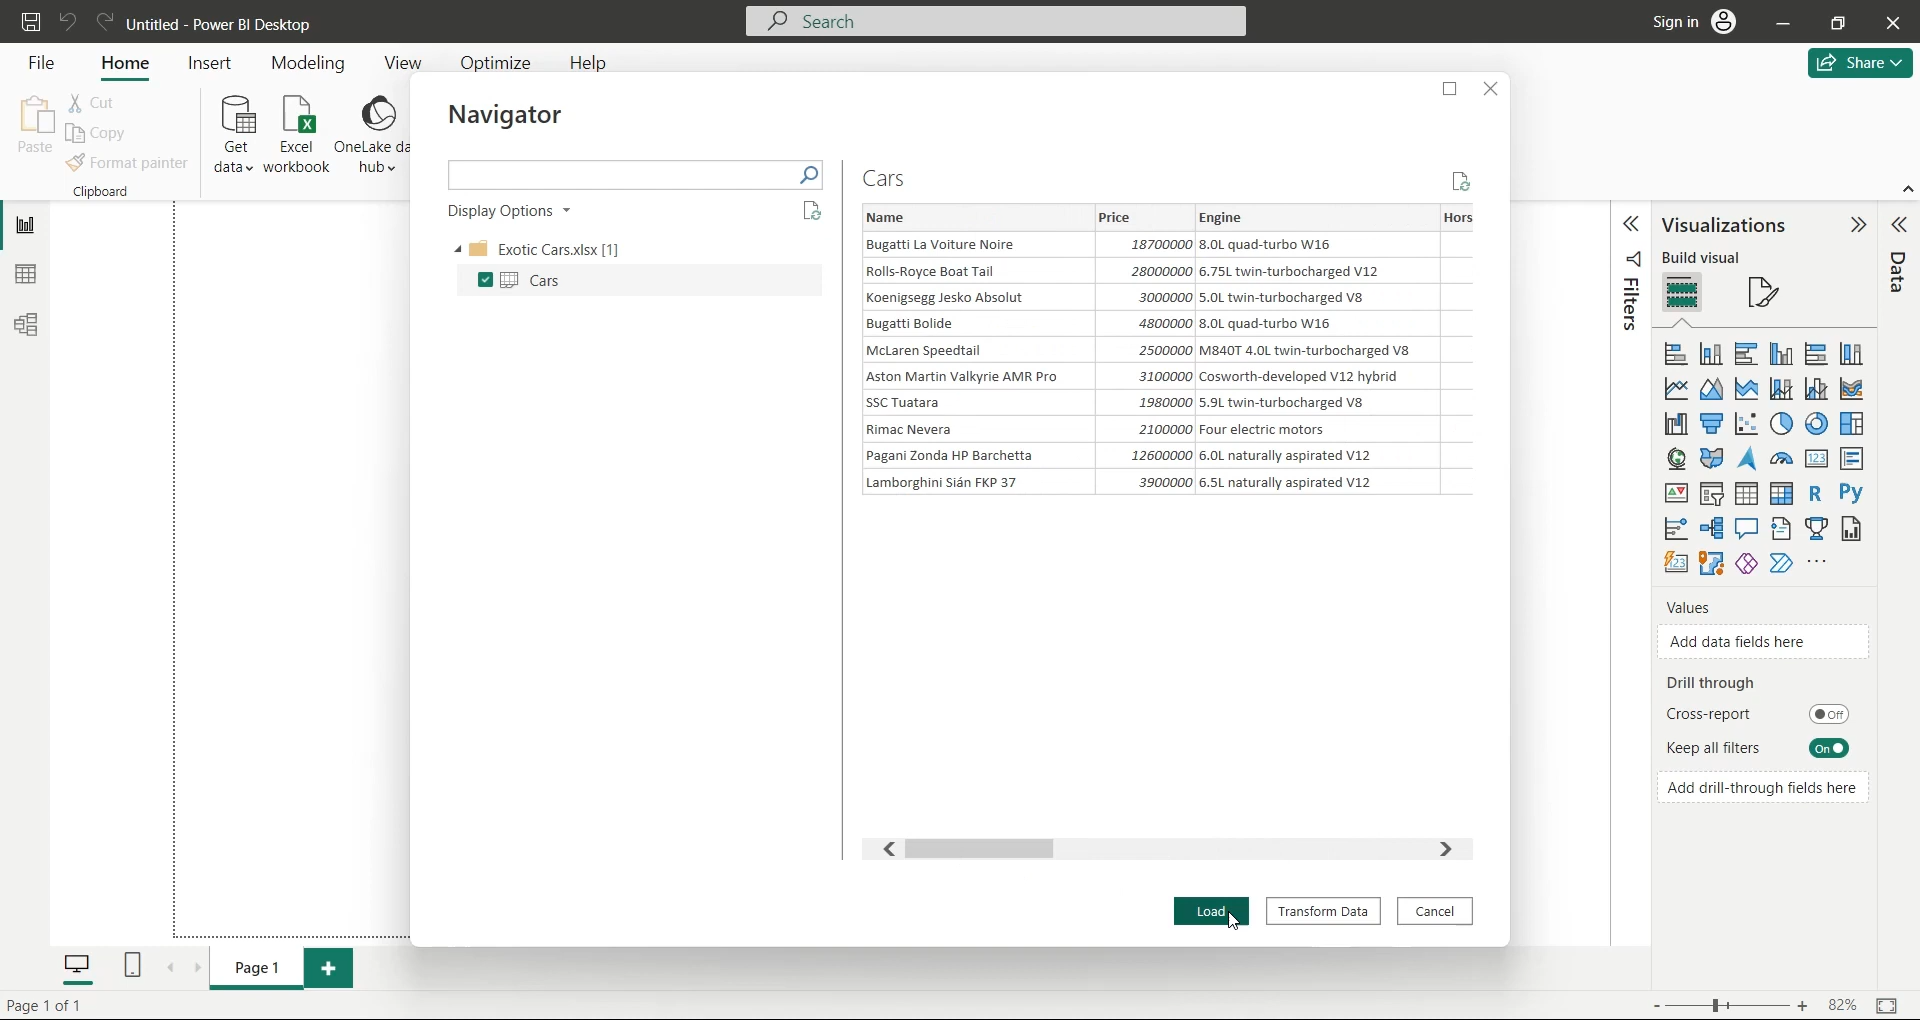 Untitled - Power BI Desktop
Search
Sign in
File Home Insert Modeling View Optimize Help
Share
Paste
Cut
Copy
Format painter
Clipboard
Get data
Excel workbook
OneLake da
hub
Navigator
Display Options
Exotic Cars.xlsx [1]
Cars
Cars
Name Price Engine Hors
Bugatti La Voiture Noire 18700000 8.0L quad-turbo W16
Rolls-Royce Boat Tail 28000000 6.75L twin-turbocharged V12
Koenigsegg Jesko Absolut 3000000 5.0L twin-turbocharged V8
Bugatti Bolide 4800000 8.0L quad-turbo W16
McLaren Speedtail 2500000 M840T 4.0L twin-turbocharged V8
Aston Martin Valkyrie AMR Pro 3100000 Cosworth-developed V12 hybrid
SSC Tuatara 1980000 5.9L twin-turbocharged V8
Rimac Nevera 2100000 Four electric motors
Pagani Zonda HP Barchetta 12600000 6.0L naturally aspirated V12
Lamborghini Sián FKP 37 3900000 6.5L naturally aspirated V12
Load
Transform Data
Cancel
Filters
Visualizations
Build visual
123
R
Py
123
Values
Add data fields here
Drill through
Cross-report Off
Keep all filters On
Add drill-through fields here
Data
Page 1
Page 1 of 1
- + 82%